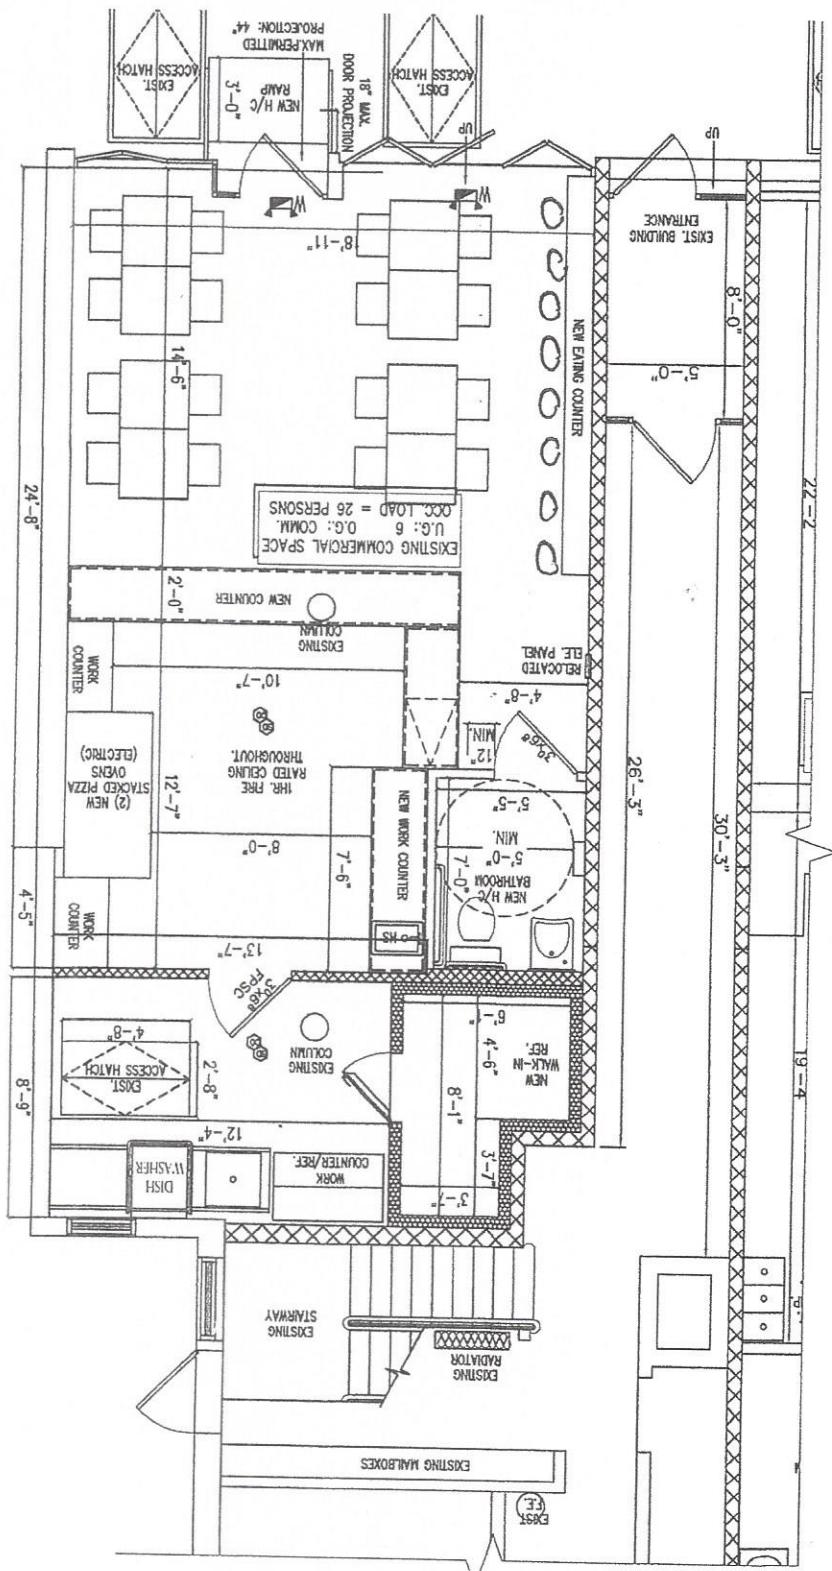 EXIST.
ACCESS HATCH
MAX.PERMITTED
PROJECTION: 44"
NEW H/C
RAMP
3'-0"
18" MAX.
DOOR PROJECTION
EXIST.
ACCESS HATCH
UP
UP
W
W
18'-11"
14'-6"
24'-8"
NEW EATING COUNTER
EXIST. BUILDING
ENTRANCE
8'-0"
5'-0"
22'-2
EXISTING COMMERCIAL SPACE
U.G.: 6 O.G.: COMM.
OCC. LOAD = 26 PERSONS
NEW COUNTER
2'-0"
EXISTING
COLUMN
RELOCATED
ELE. PANEL
WORK
COUNTER
10'-7"
4'-8"
12"
MIN.
3⁰x6⁸
1HR. FIRE
RATED CEILING
THROUGHOUT.
(2) NEW
STACKED PIZZA
OVENS
(ELECTRIC)
12'-7"
8'-0"
NEW WORK COUNTER
7'-6"
5'-5"
MIN.
5'-0"
7'-0"
NEW H/C
BATHROOM
HS
26'-3"
30'-3"
4'-5"
WORK
COUNTER
13'-7"
3⁰x6⁸
FPSC
8'-9"
4'-8"
EXIST.
ACCESS HATCH
2'-8"
EXISTING
COLUMN
12'-4"
DISH
WASHER
WORK
COUNTER/REF.
6'-1"
4'-6"
NEW
WALK-IN
REF.
8'-1"
3'-7"
3'-7"
19'-4
EXISTING
STAIRWAY
EXISTING
RADIATOR
EXISTING MAILBOXES
EXIST.
F.E.